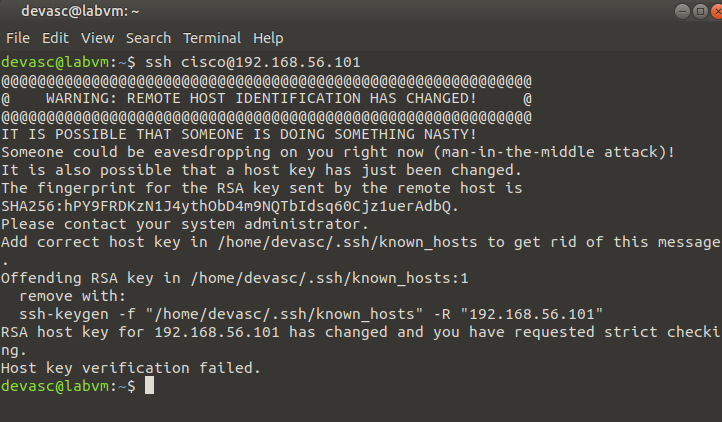 devasc@labvm: ~
File Edit View Search Terminal Help
devasc@labvm:~$ ssh cisco@192.168.56.101
@@@@@@@@@@@@@@@@@@@@@@@@@@@@@@@@@@@@@@@@@@@@@@@@@@@@@@@@@@@
@    WARNING: REMOTE HOST IDENTIFICATION HAS CHANGED!     @
@@@@@@@@@@@@@@@@@@@@@@@@@@@@@@@@@@@@@@@@@@@@@@@@@@@@@@@@@@@
IT IS POSSIBLE THAT SOMEONE IS DOING SOMETHING NASTY!
Someone could be eavesdropping on you right now (man-in-the-middle attack)!
It is also possible that a host key has just been changed.
The fingerprint for the RSA key sent by the remote host is
SHA256:hPY9FRDKzN1J4ythObD4m9NQTbIdsq60Cjz1uerAdbQ.
Please contact your system administrator.
Add correct host key in /home/devasc/.ssh/known_hosts to get rid of this message
.
Offending RSA key in /home/devasc/.ssh/known_hosts:1
  remove with:
  ssh-keygen -f "/home/devasc/.ssh/known_hosts" -R "192.168.56.101"
RSA host key for 192.168.56.101 has changed and you have requested strict checki
ng.
Host key verification failed.
devasc@labvm:~$